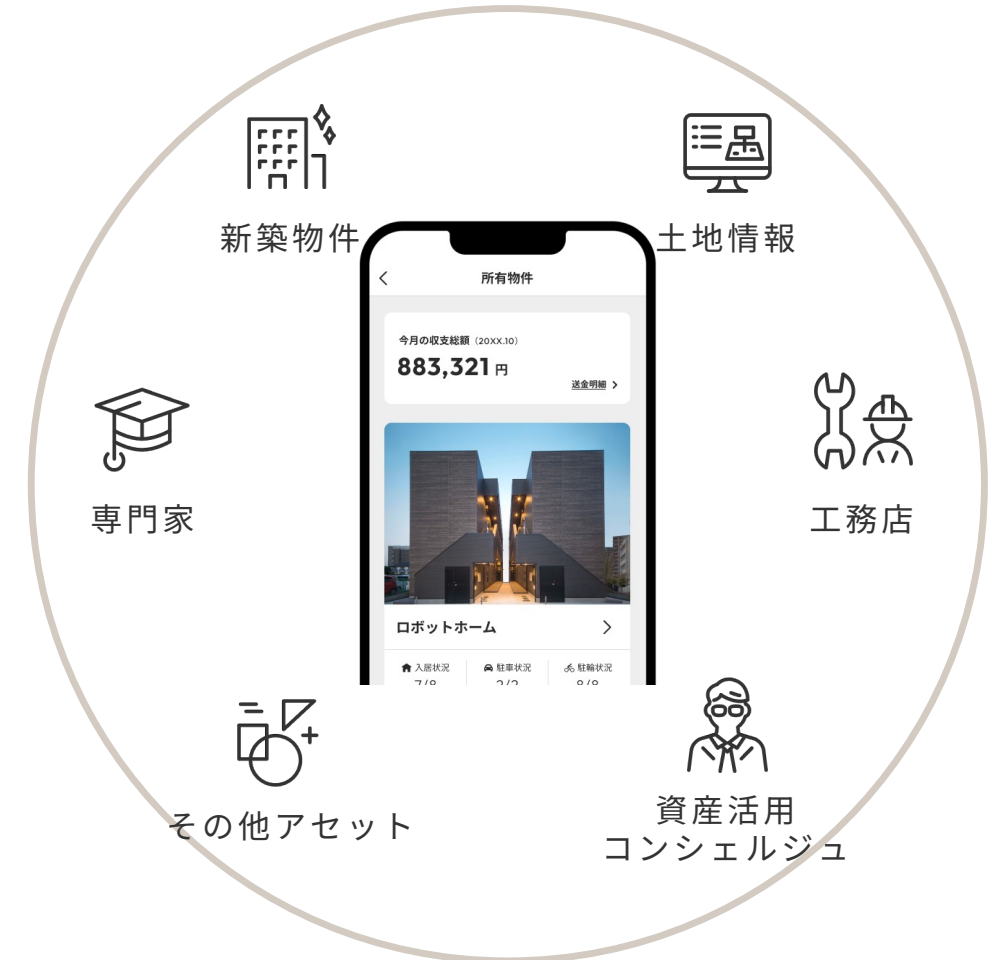 新築物件
土地情報
所有物件
今月の収支総額（20XX.10）
883,321 円
送金明細
専門家
工務店
ロボットホーム
入居状況
駐車状況
駐輪状況
その他アセット
資産活用
コンシェルジュ